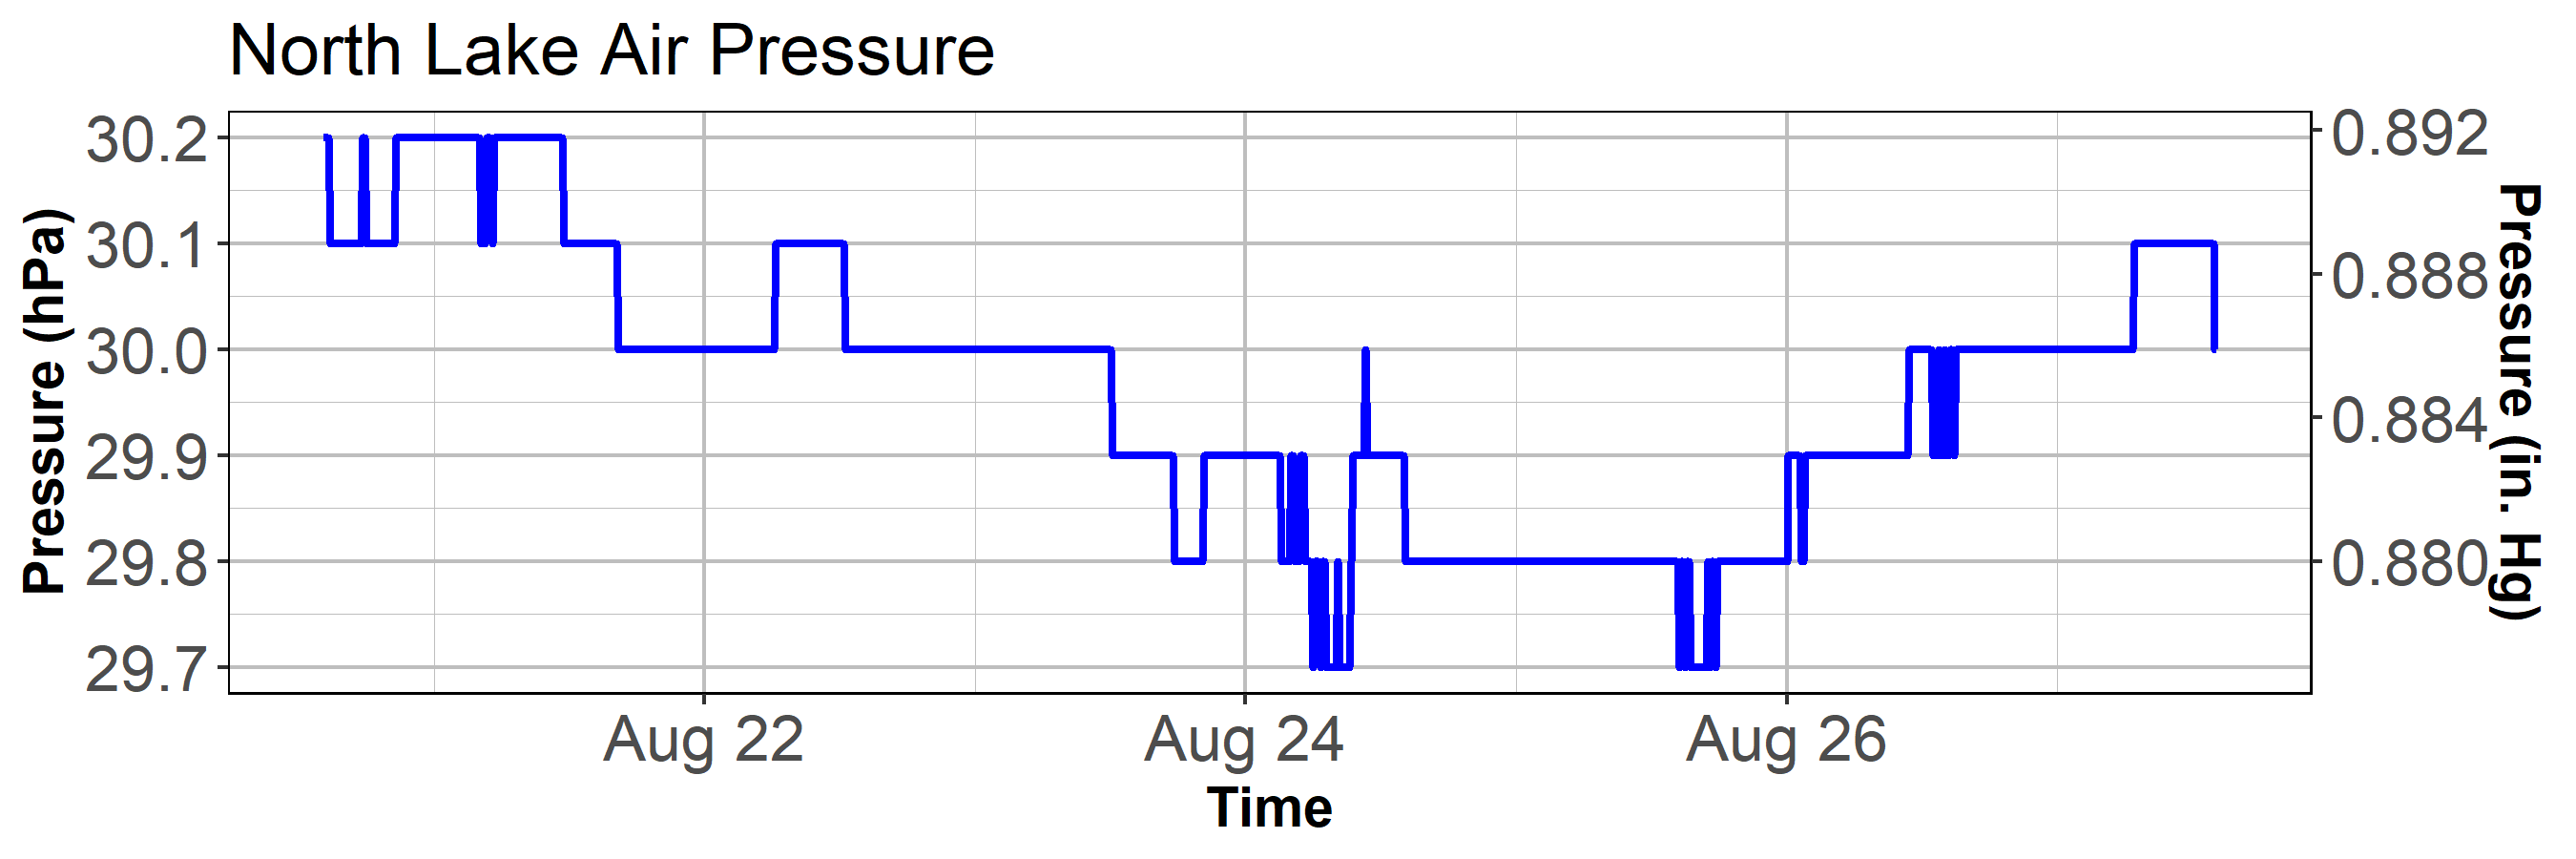 North Lake Air Pressure
Pressure (hPa)
30.2
30.1
30.0
29.9
29.8
29.7
0.892
0.888
0.884
0.880
Pressure (in. Hg)
Aug 22
Aug 24
Aug 26
Time